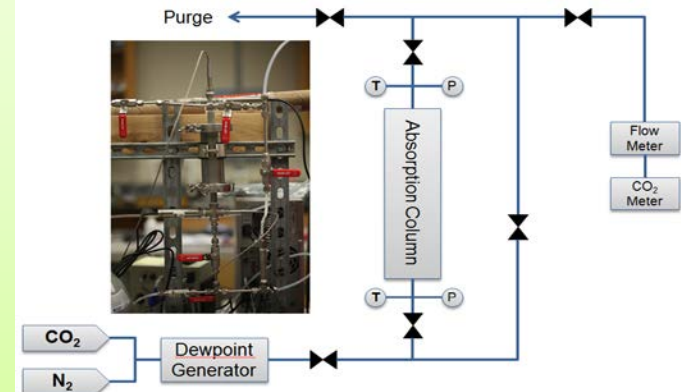 Purge
T
P
Absorption Column
Flow
Meter
CO₂
Meter
T
P
CO₂
N₂
Dewpoint
Generator